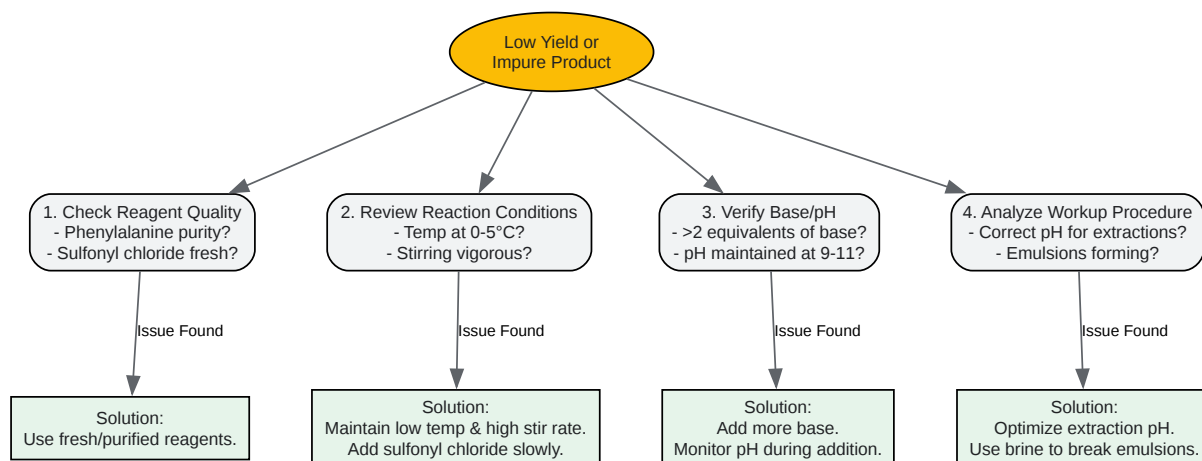 Low Yield or
Impure Product
1. Check Reagent Quality
- Phenylalanine purity?
- Sulfonyl chloride fresh?
2. Review Reaction Conditions
- Temp at 0-5°C?
- Stirring vigorous?
3. Verify Base/pH
- >2 equivalents of base?
- pH maintained at 9-11?
4. Analyze Workup Procedure
- Correct pH for extractions?
- Emulsions forming?
Issue Found
Issue Found
Issue Found
Issue Found
Solution:
Use fresh/purified reagents.
Solution:
Maintain low temp & high stir rate.
Add sulfonyl chloride slowly.
Solution:
Add more base.
Monitor pH during addition.
Solution:
Optimize extraction pH.
Use brine to break emulsions.